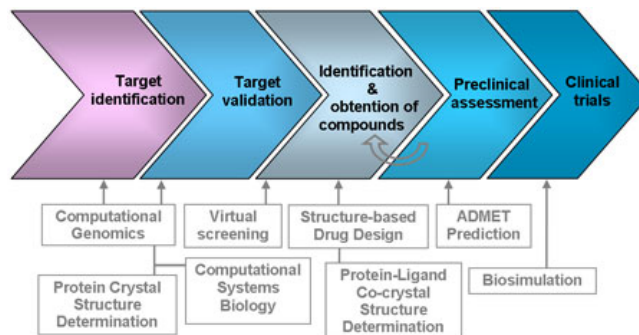 Target
identification
Target
validation
Identification
&
obtention of
compounds
Preclinical
assessment
Clinical
trials
Computational
Genomics
Virtual
screening
Structure-based
Drug Design
ADMET
Prediction
Protein Crystal
Structure
Determination
Computational
Systems
Biology
Protein-Ligand
Co-crystal
Structure
Determination
Biosimulation